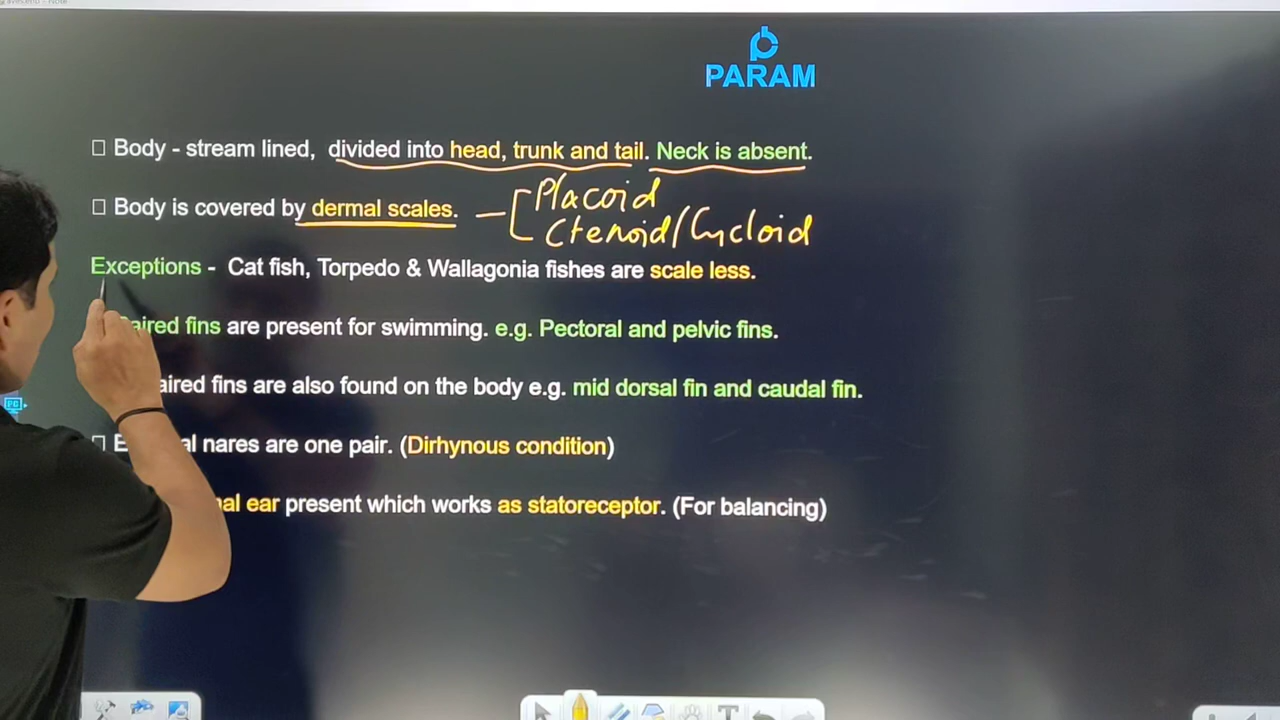 PARAM
Body - stream lined, divided into head, trunk and tail. Neck is absent.
Body is covered by dermal scales. Placoid
Ctenoid/Cycloid
Exceptions - Cat fish, Torpedo & Wallagonia fishes are scale less.
aired fins are present for swimming. e.g. Pectoral and pelvic fins.
aired fins are also found on the body e.g. mid dorsal fin and caudal fin.
E al nares are one pair. (Dirhynous condition)
nal ear present which works as statoreceptor. (For balancing)